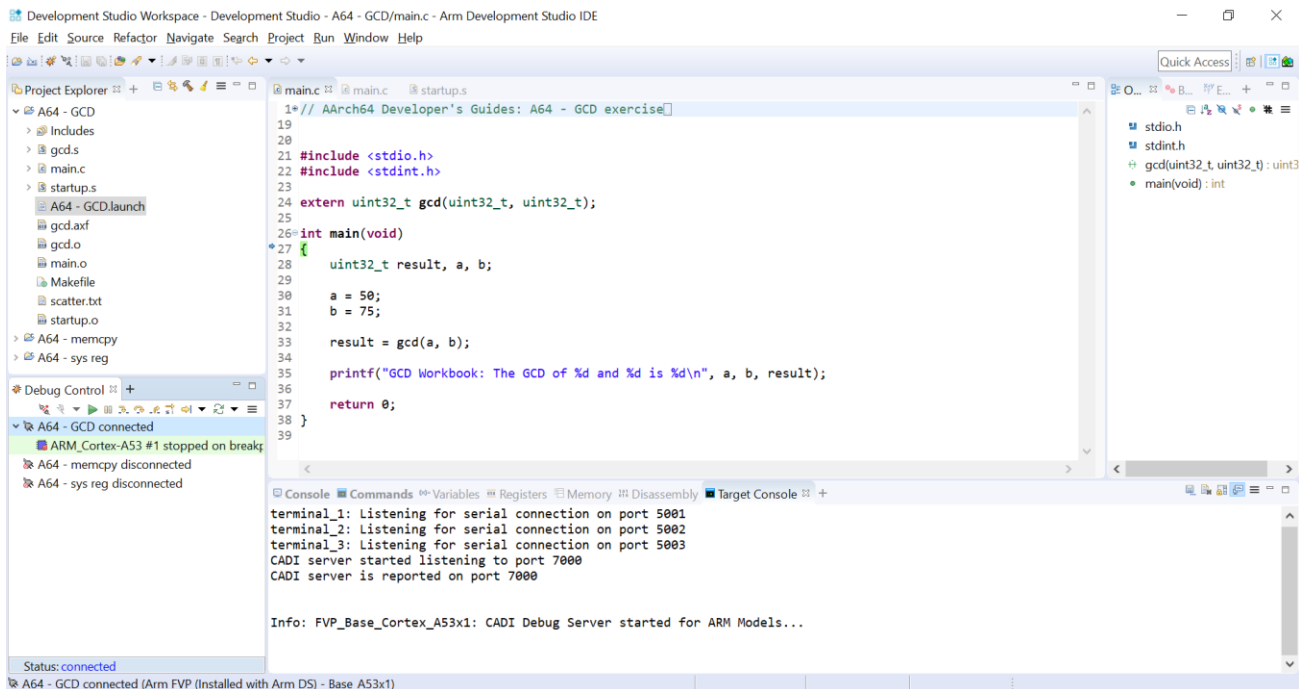 Development Studio Workspace - Development Studio - A64 - GCD/main.c - Arm Development Studio IDE
File Edit Source Refactor Navigate Search Project Run Window Help
Quick Access
Project Explorer
A64 - GCD
Includes
gcd.s
main.c
startup.s
A64 - GCD.launch
gcd.axf
gcd.o
main.o
Makefile
scatter.txt
startup.o
A64 - memcpy
A64 - sys reg
Debug Control
A64 - GCD connected
ARM_Cortex-A53 #1 stopped on breakp
A64 - memcpy disconnected
A64 - sys reg disconnected
Status: connected
main.c main.c startup.s
1 // AArch64 Developer's Guides: A64 - GCD exercise
19
20
21 #include <stdio.h>
22 #include <stdint.h>
23
24 extern uint32_t gcd(uint32_t, uint32_t);
25
26 int main(void)
27 {
28 uint32_t result, a, b;
29
30 a = 50;
31 b = 75;
32
33 result = gcd(a, b);
34
35 printf("GCD Workbook: The GCD of %d and %d is %d\n", a, b, result);
36
37 return 0;
38 }
39
O... B... E...
stdio.h
stdint.h
gcd(uint32_t, uint32_t) : uint3
main(void) : int
Console Commands Variables Registers Memory Disassembly Target Console
terminal_1: Listening for serial connection on port 5001
terminal_2: Listening for serial connection on port 5002
terminal_3: Listening for serial connection on port 5003
CADI server started listening to port 7000
CADI server is reported on port 7000
Info: FVP_Base_Cortex_A53x1: CADI Debug Server started for ARM Models...
A64 - GCD connected (Arm FVP (Installed with Arm DS) - Base A53x1)